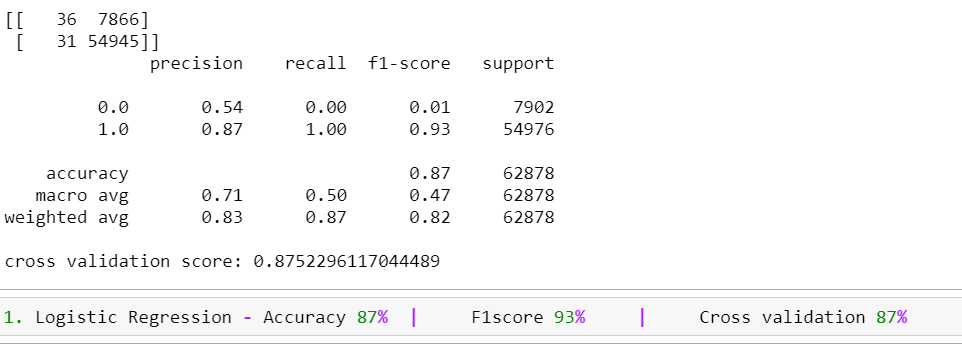 [[   36  7866]
 [   31 54945]]
              precision    recall  f1-score   support

         0.0       0.54      0.00      0.01      7902
         1.0       0.87      1.00      0.93     54976

    accuracy                           0.87     62878
   macro avg       0.71      0.50      0.47     62878
weighted avg       0.83      0.87      0.82     62878

cross validation score: 0.8752296117044489
1. Logistic Regression - Accuracy 87%  |     F1score 93%     |     Cross validation 87%